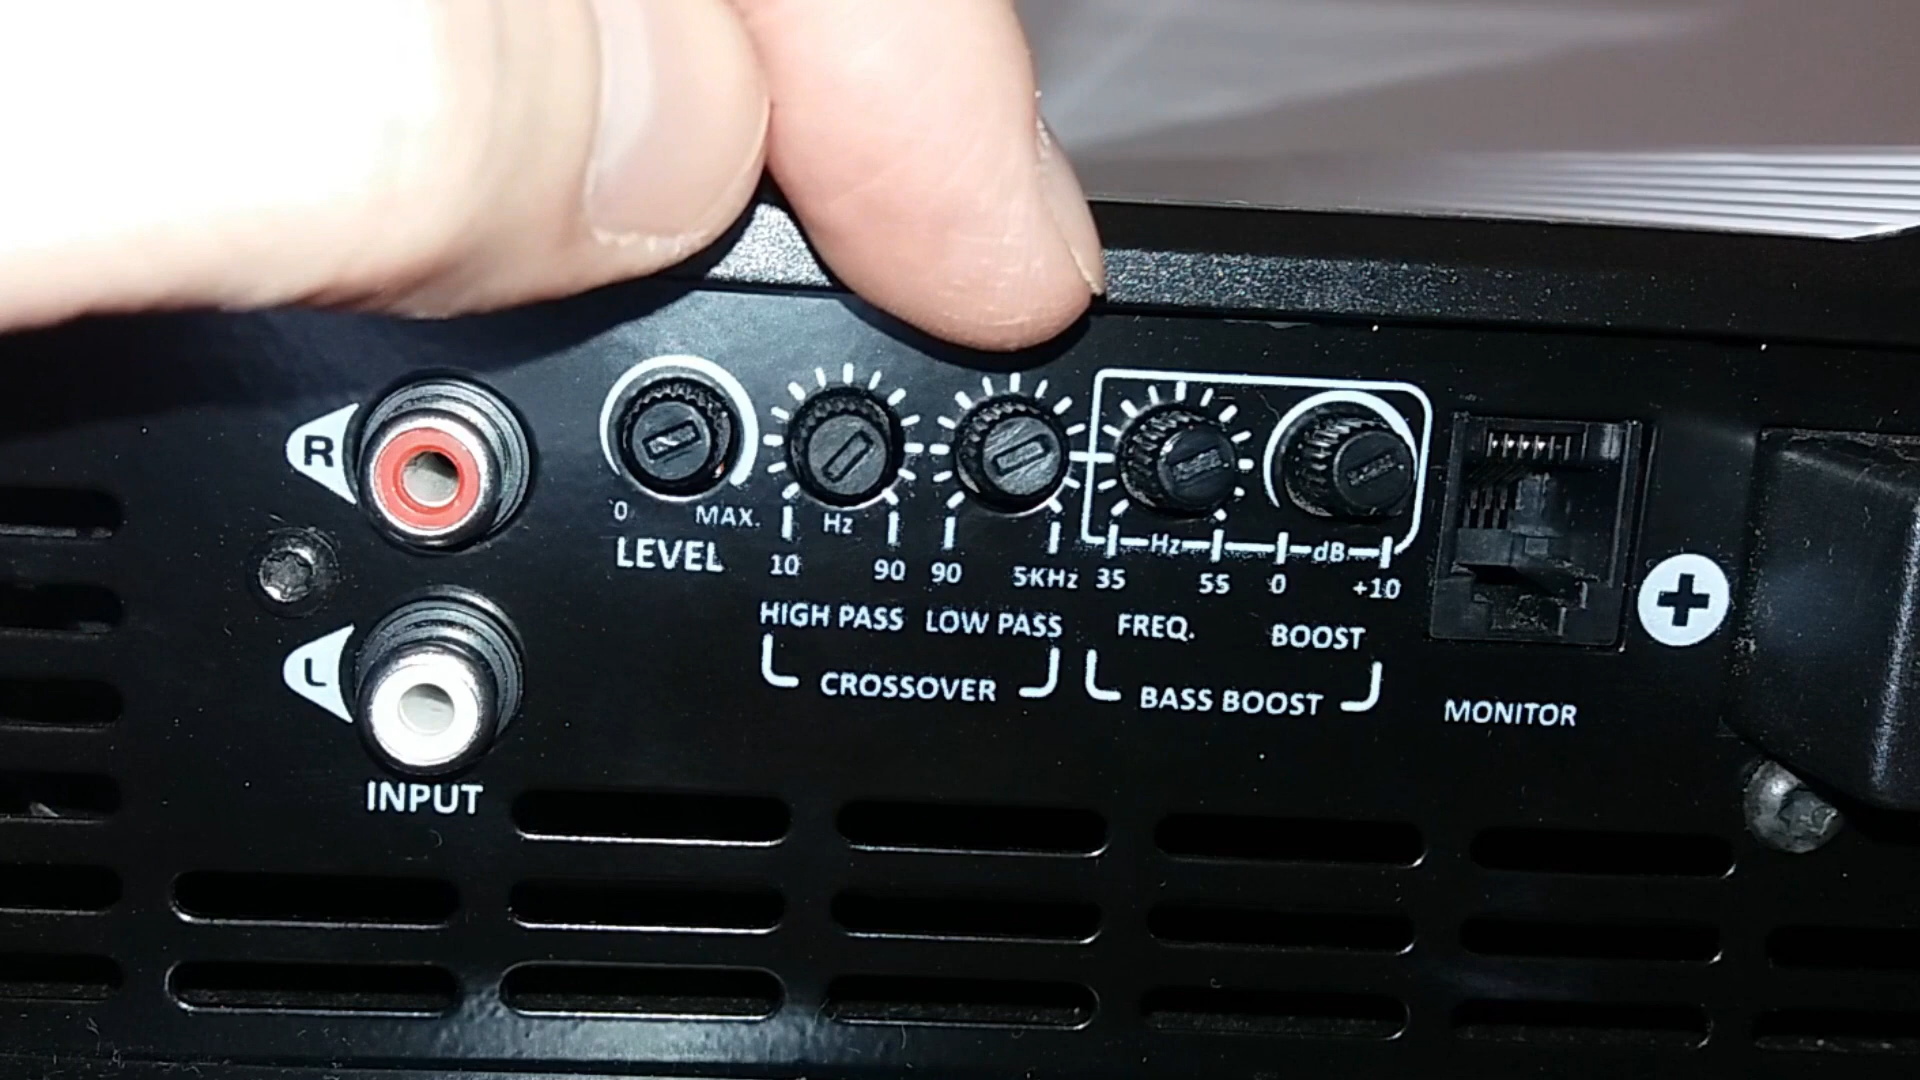 R
L
INPUT
0 MAX.
LEVEL
Hz
10 90
HIGH PASS
90 5KHz
LOW PASS
CROSSOVER
Hz
35 55
FREQ.
dB
0 +10
BOOST
BASS BOOST
MONITOR
+